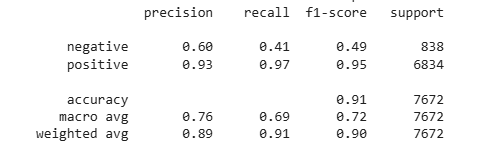 precision recall f1-score support
negative 0.60 0.41 0.49 838
positive 0.93 0.97 0.95 6834
accuracy 0.91 7672
macro avg 0.76 0.69 0.72 7672
weighted avg 0.89 0.91 0.90 7672